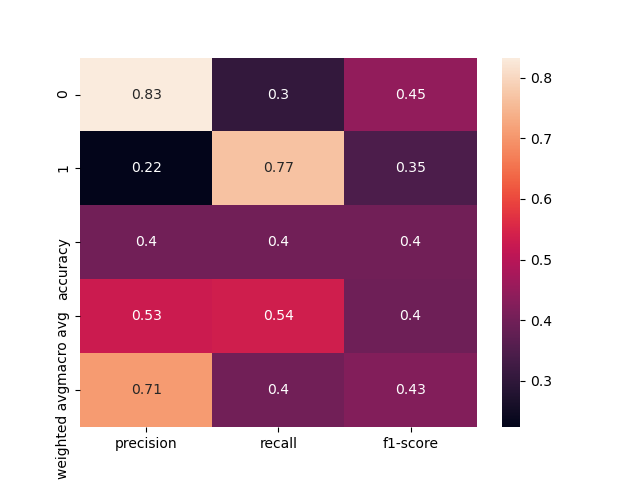 0 0.83 0.3 0.45
1 0.22 0.77 0.35
accuracy 0.4 0.4 0.4
macro avg 0.53 0.54 0.4
weighted avg 0.71 0.4 0.43
precision recall f1-score
0.8
0.7
0.6
0.5
0.4
0.3